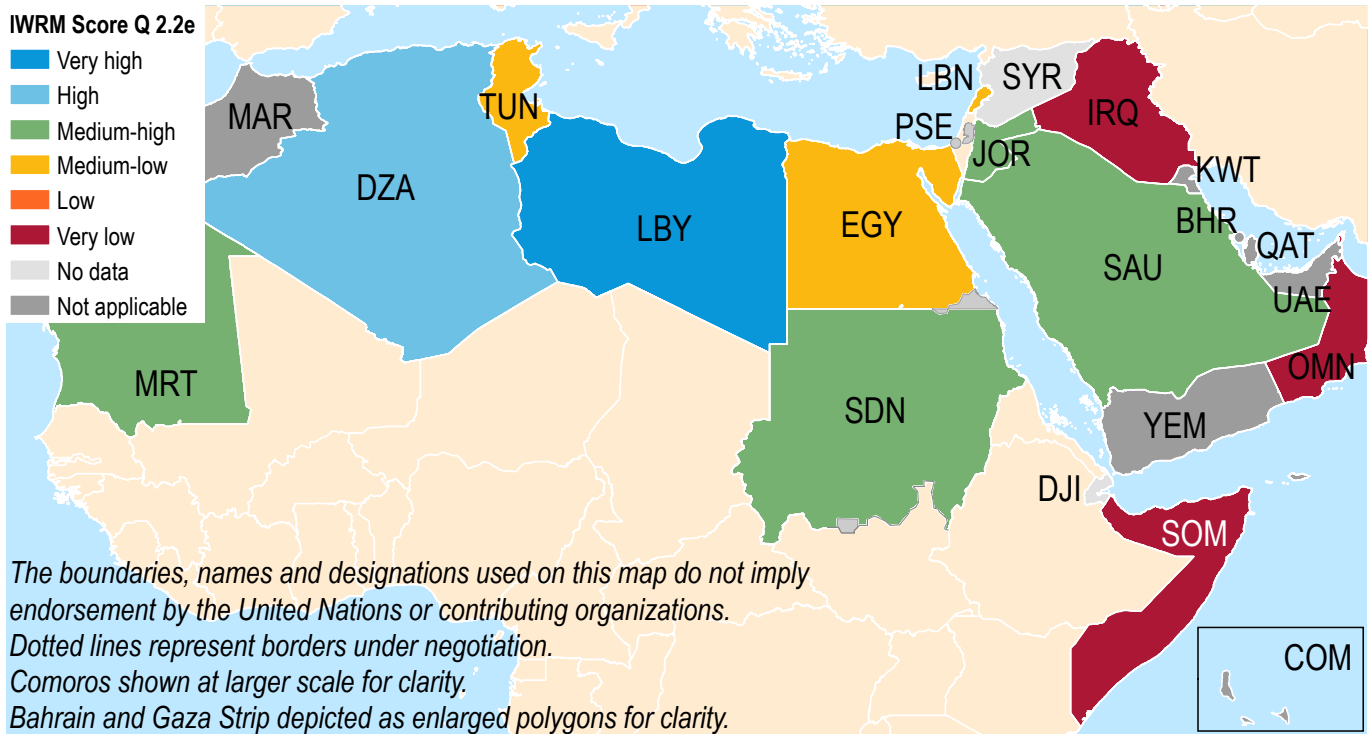 IWRM Score Q 2.2e
Very high
High
Medium-high
Medium-low
Low
Very low
No data
Not applicable
MAR
DZA
TUN
LBY
EGY
LBN
SYR
PSE
JOR
IRQ
KWT
BHR
QAT
SAU
UAE
OMN
MRT
SDN
YEM
DJI
SOM
COM
The boundaries, names and designations used on this map do not imply
endorsement by the United Nations or contributing organizations.
Dotted lines represent borders under negotiation.
Comoros shown at larger scale for clarity.
Bahrain and Gaza Strip depicted as enlarged polygons for clarity.